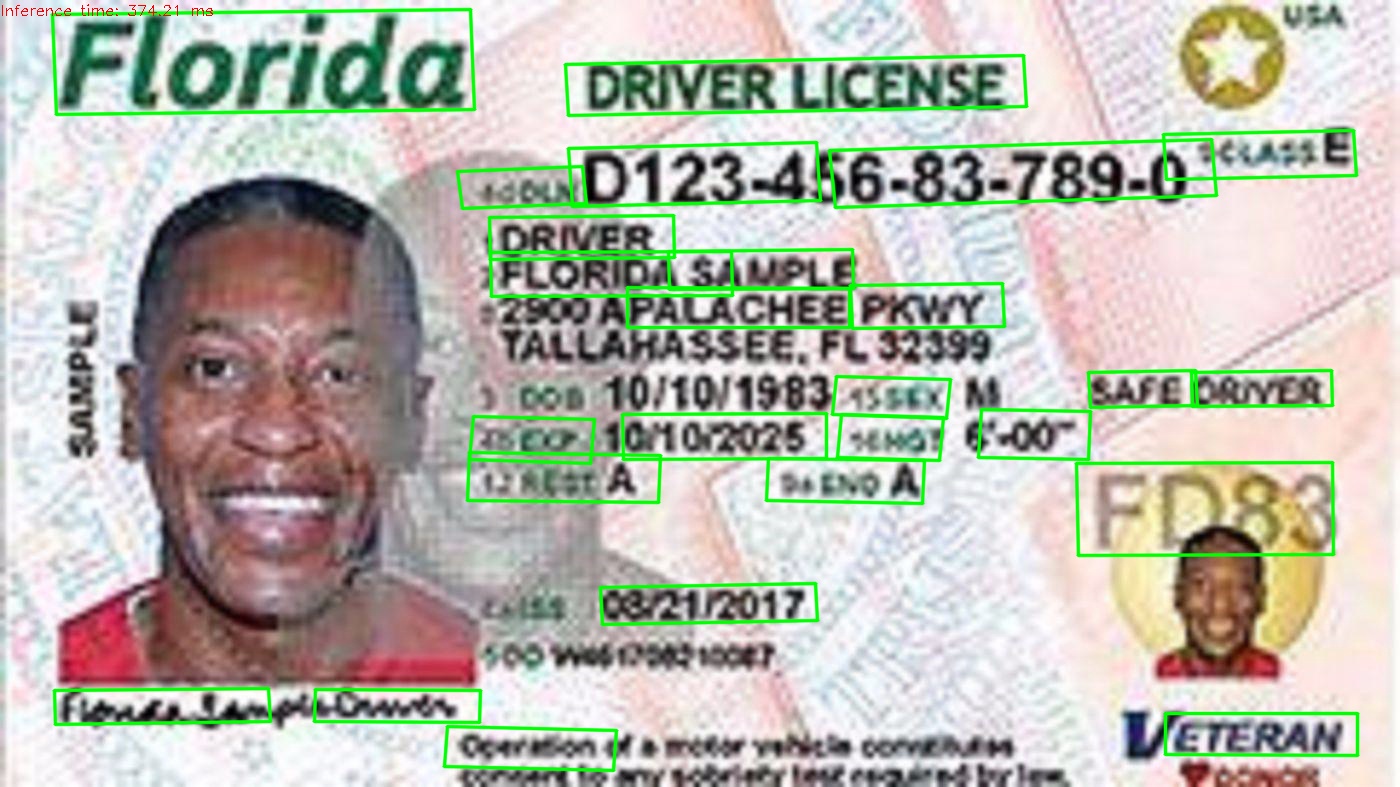 Inference time: 374.21 ms
Florida
USA
DRIVER LICENSE
9 CLASS E
4d DLN D123-456-83-789-0
DRIVER
FLORIDA SAMPLE
2900 APALACHEE PKWY
TALLAHASSEE, FL 32399
SAMPLE
3 DOB 10/10/1983 15 SEX M
SAFE DRIVER
4b EXP 10/10/2025 16 HGT 6'-00"
12 REST A 9a END A
FD83
4a ISS 08/21/2017
5DD
Florida Sample Driver
VETERAN
DONOR
Operation of a motor vehicle constitutes
consent to any sobriety test required by law.